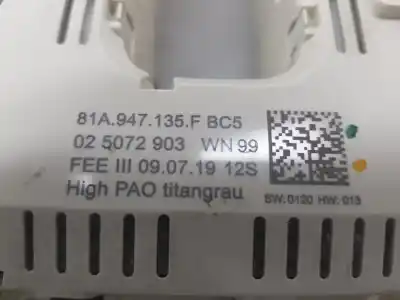 81A.947.135.F BC5
02 5072 903 WN 99
FEE III 09.07.19 12S
High PAO titangrau
SW:0120 HW:013